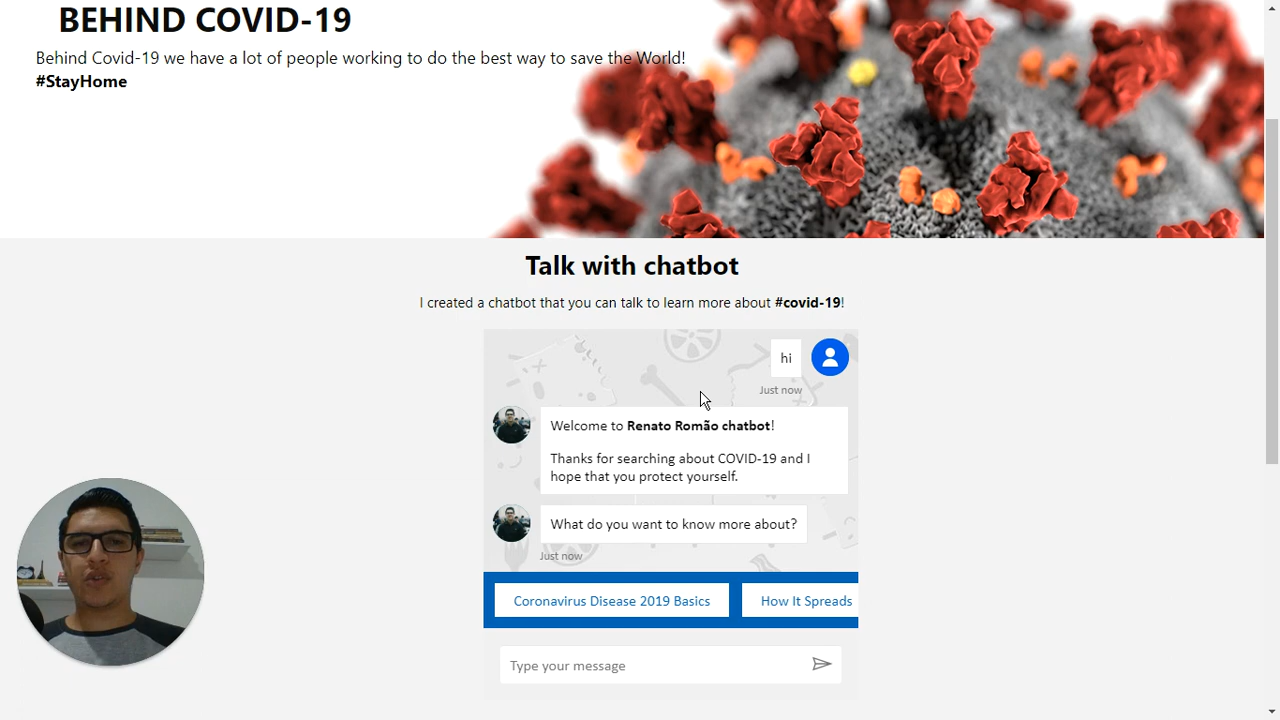 BEHIND COVID-19
Behind Covid-19 we have a lot of people working to do the best way to save the World!
#StayHome
Talk with chatbot
I created a chatbot that you can talk to learn more about #covid-19!
hi
Just now
Welcome to Renato Romão chatbot!
Thanks for searching about COVID-19 and I
hope that you protect yourself.
What do you want to know more about?
Just now
Coronavirus Disease 2019 Basics
How It Spreads
Type your message